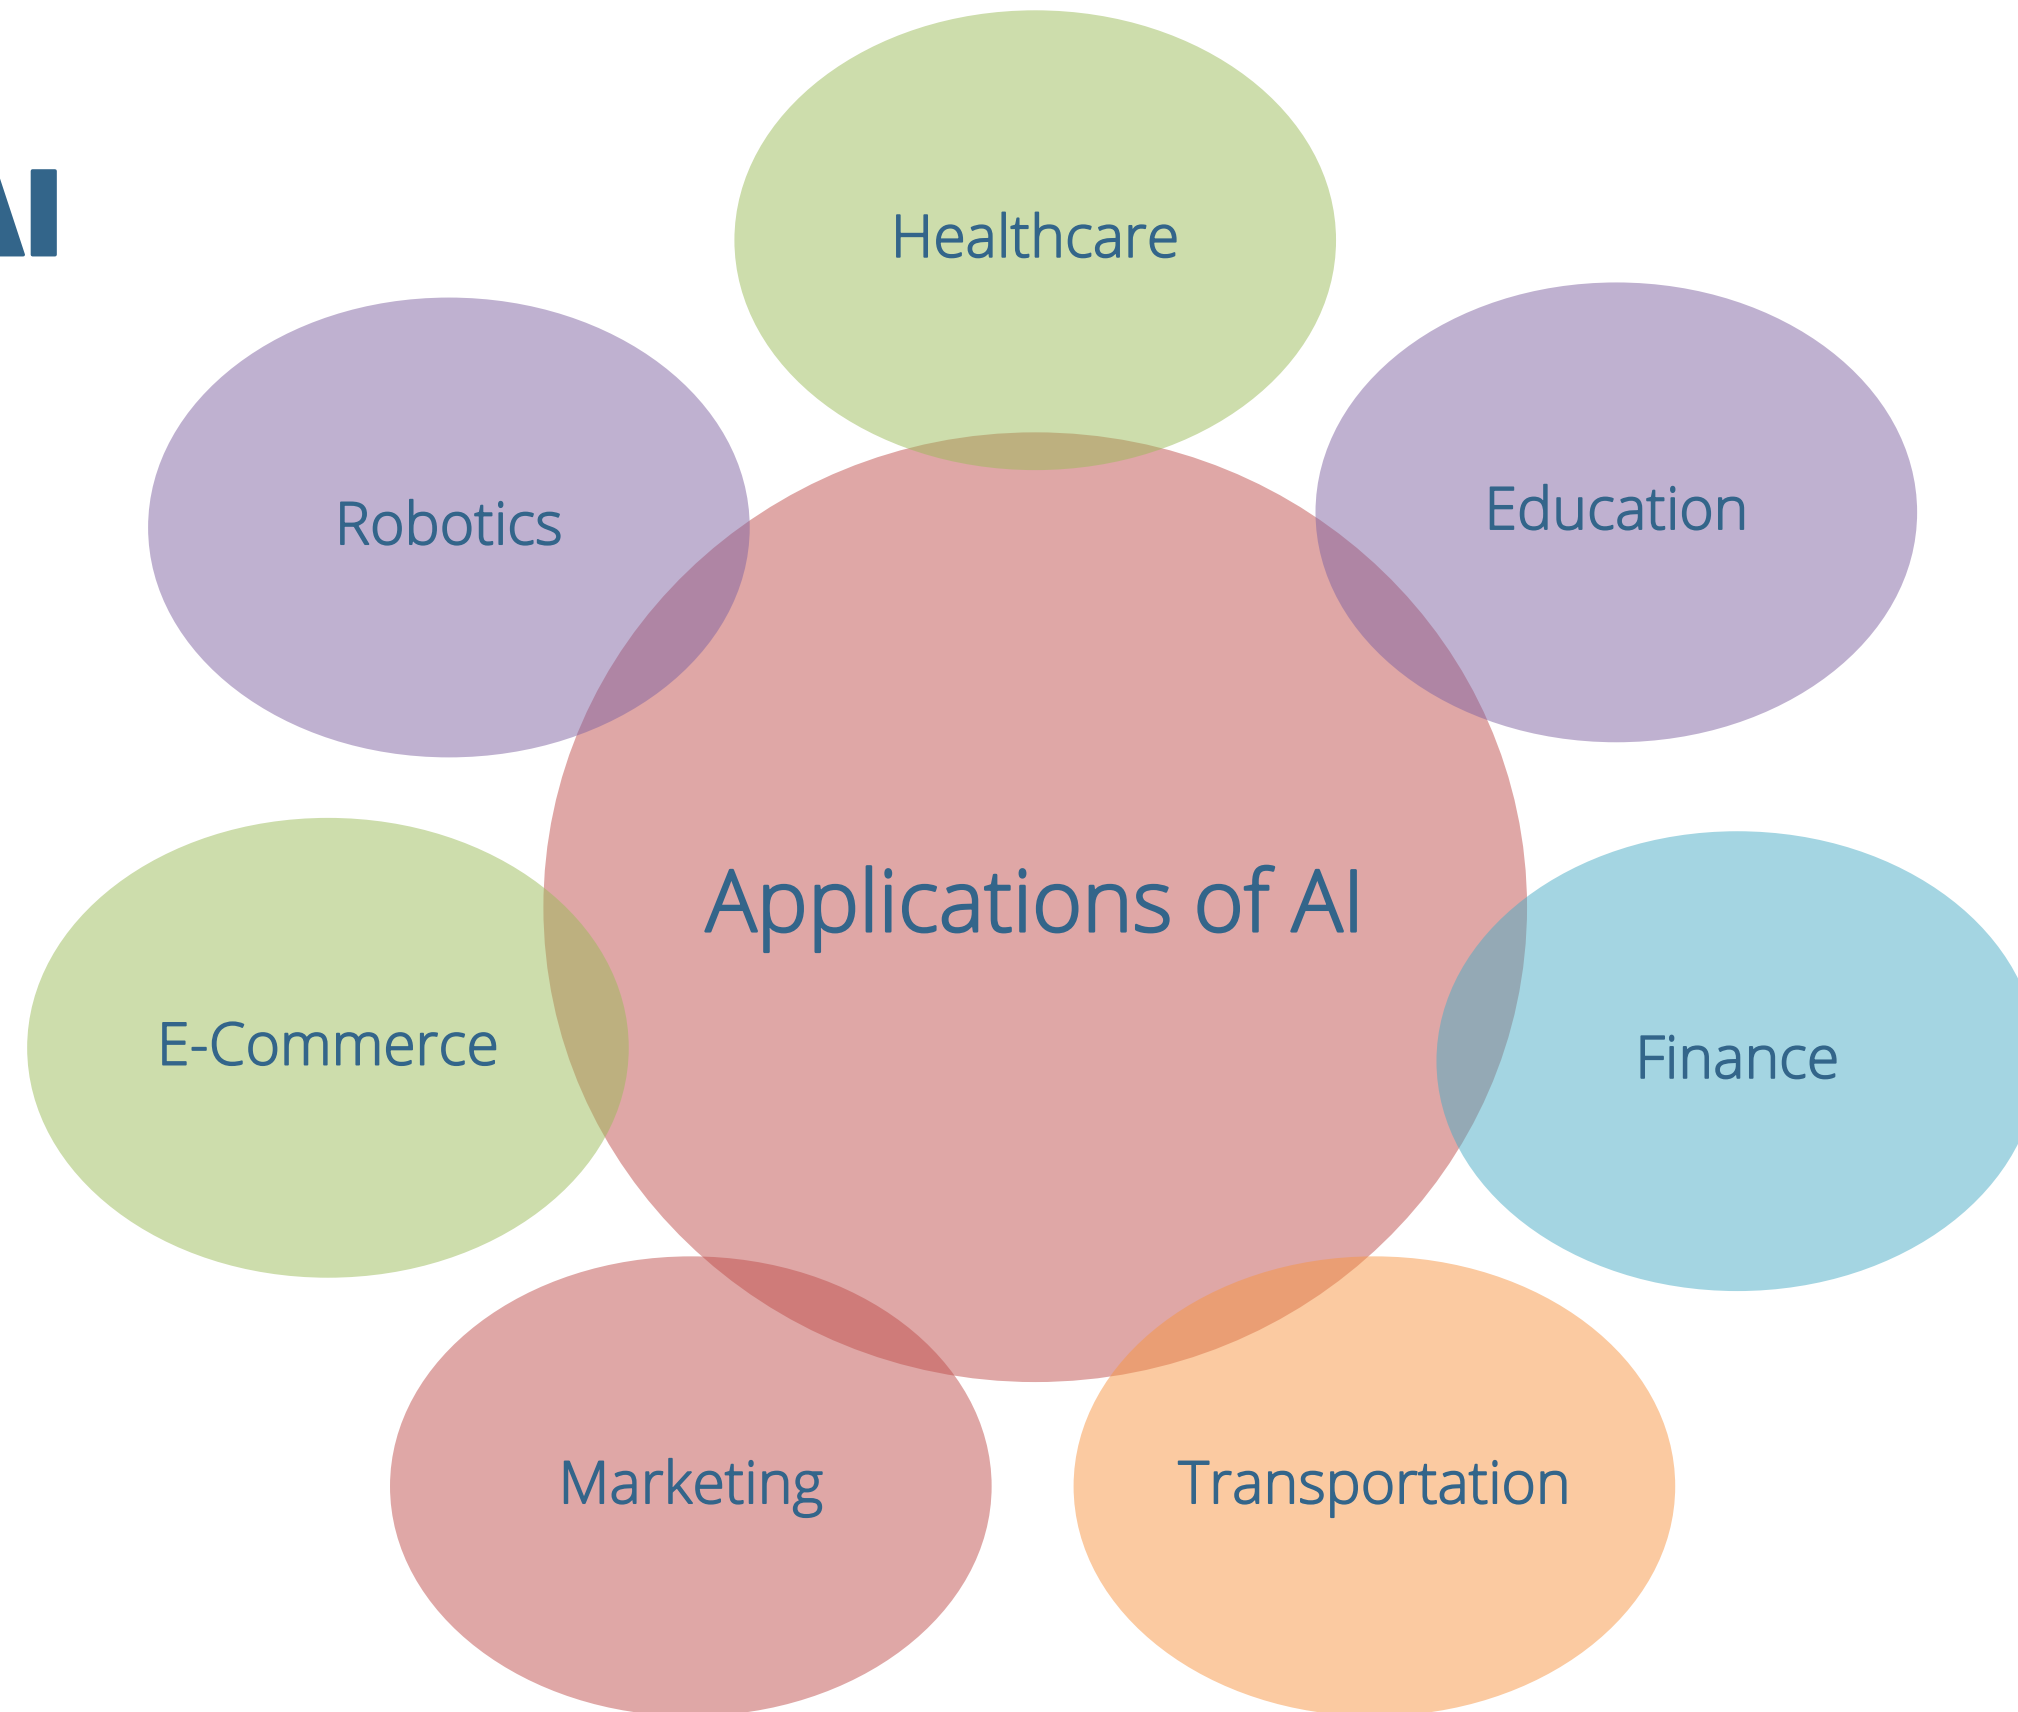 AI
Healthcare
Robotics
Education
Applications of AI
E-Commerce
Finance
Marketing
Transportation